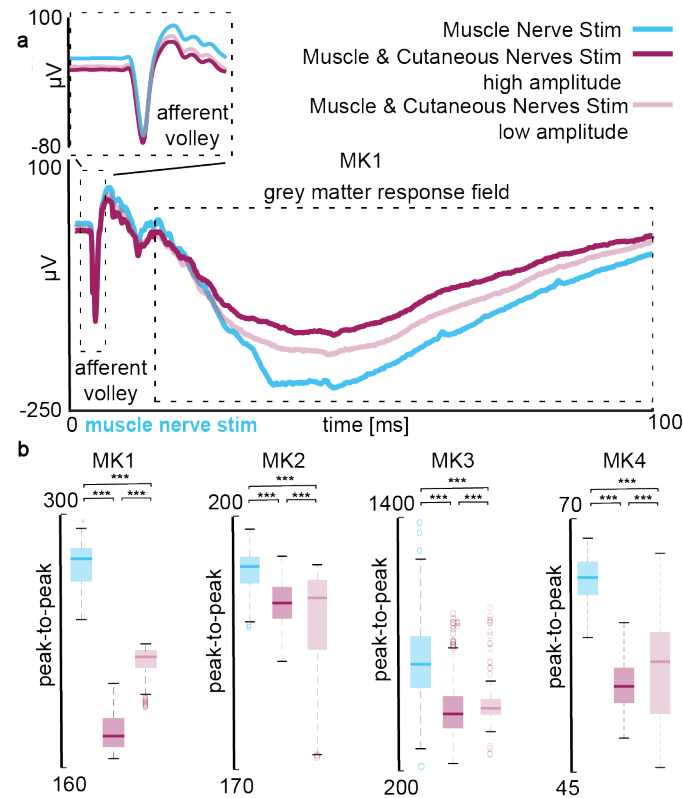 a
100
µV
-80
afferent
volley
Muscle Nerve Stim
Muscle & Cutaneous Nerves Stim
high amplitude
Muscle & Cutaneous Nerves Stim
low amplitude
MK1
grey matter response field
100
µV
-250
afferent
volley
0 muscle nerve stim time [ms] 100
b
MK1 MK2 MK3 MK4
*** *** *** ***
*** *** *** *** *** *** *** ***
300 200 1400 70
peak-to-peak peak-to-peak peak-to-peak peak-to-peak
160 170 200 45